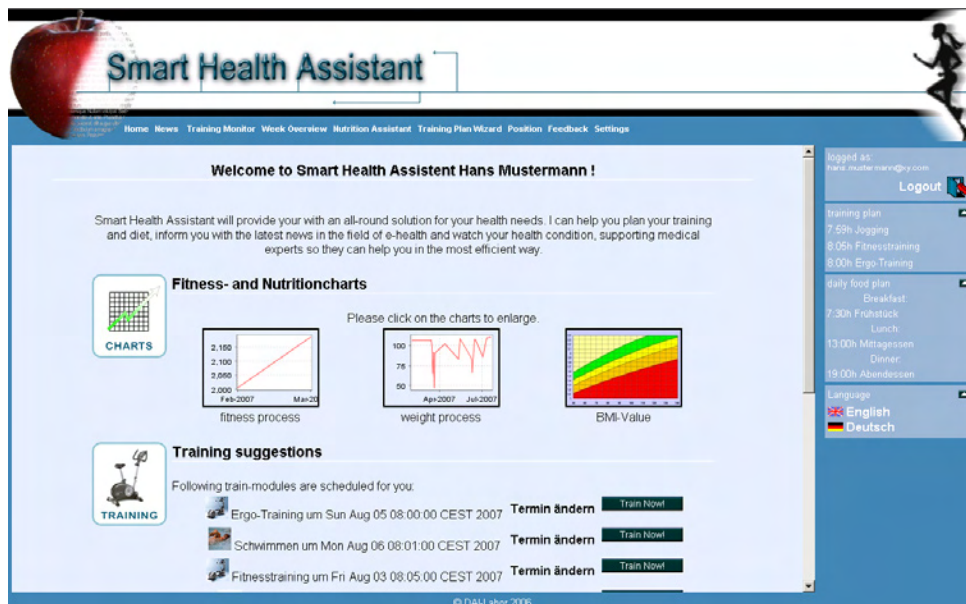 Smart Health Assistant
Home News Training Monitor Week Overview Nutrition Assistant Training Plan Wizard Position Feedback Settings
Welcome to Smart Health Assistent Hans Mustermann !
Smart Health Assistant will provide your with an all-round solution for your health needs. I can help you plan your training
and diet, inform you with the latest news in the field of e-health and watch your health condition, supporting medical
experts so they can help you in the most efficient way.
CHARTS
Fitness- and Nutritioncharts
Please click on the charts to enlarge.
2,150
2,100
2,050
2,000
Feb-2007 Mar-20
fitness process
100
75
50
Apr-2007 Jul-2007
weight process
BMI-Value
TRAINING
Training suggestions
Following train-modules are scheduled for you:
Ergo-Training um Sun Aug 05 08:00:00 CEST 2007 Termin ändern Train Now!
Schwimmen um Mon Aug 06 08:01:00 CEST 2007 Termin ändern Train Now!
Fitnesstraining um Fri Aug 03 08:05:00 CEST 2007 Termin ändern Train Now!
logged as:
hans.mustermann@xy.com
Logout
training plan
7:59h Jogging
8:05h Fitnesstraining
8:00h Ergo-Training
daily food plan
Breakfast:
7:30h Frühstück
Lunch:
13:00h Mittagessen
Dinner:
19:00h Abendessen
Language
English
Deutsch
© DAI-Labor 2006